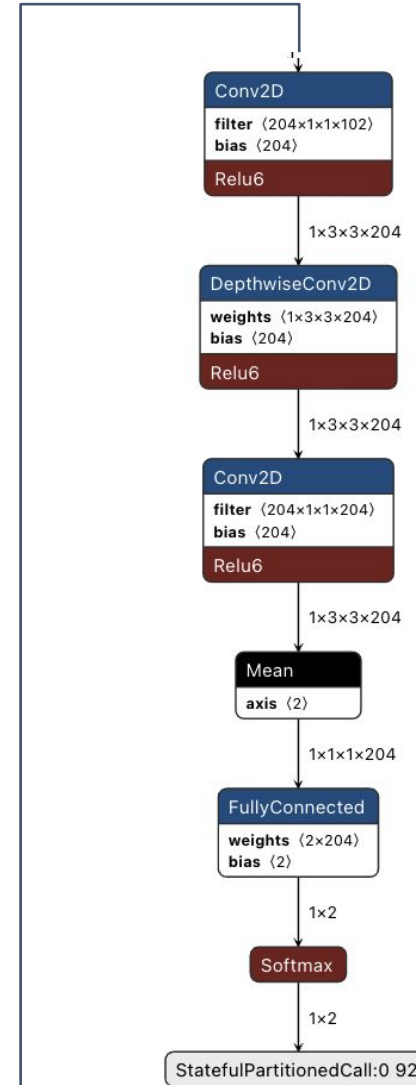 Conv2D
filter ⟨204×1×1×102⟩
bias ⟨204⟩
Relu6
1×3×3×204
DepthwiseConv2D
weights ⟨1×3×3×204⟩
bias ⟨204⟩
Relu6
1×3×3×204
Conv2D
filter ⟨204×1×1×204⟩
bias ⟨204⟩
Relu6
1×3×3×204
Mean
axis ⟨2⟩
1×1×1×204
FullyConnected
weights ⟨2×204⟩
bias ⟨2⟩
1×2
Softmax
1×2
StatefulPartitionedCall:0 92